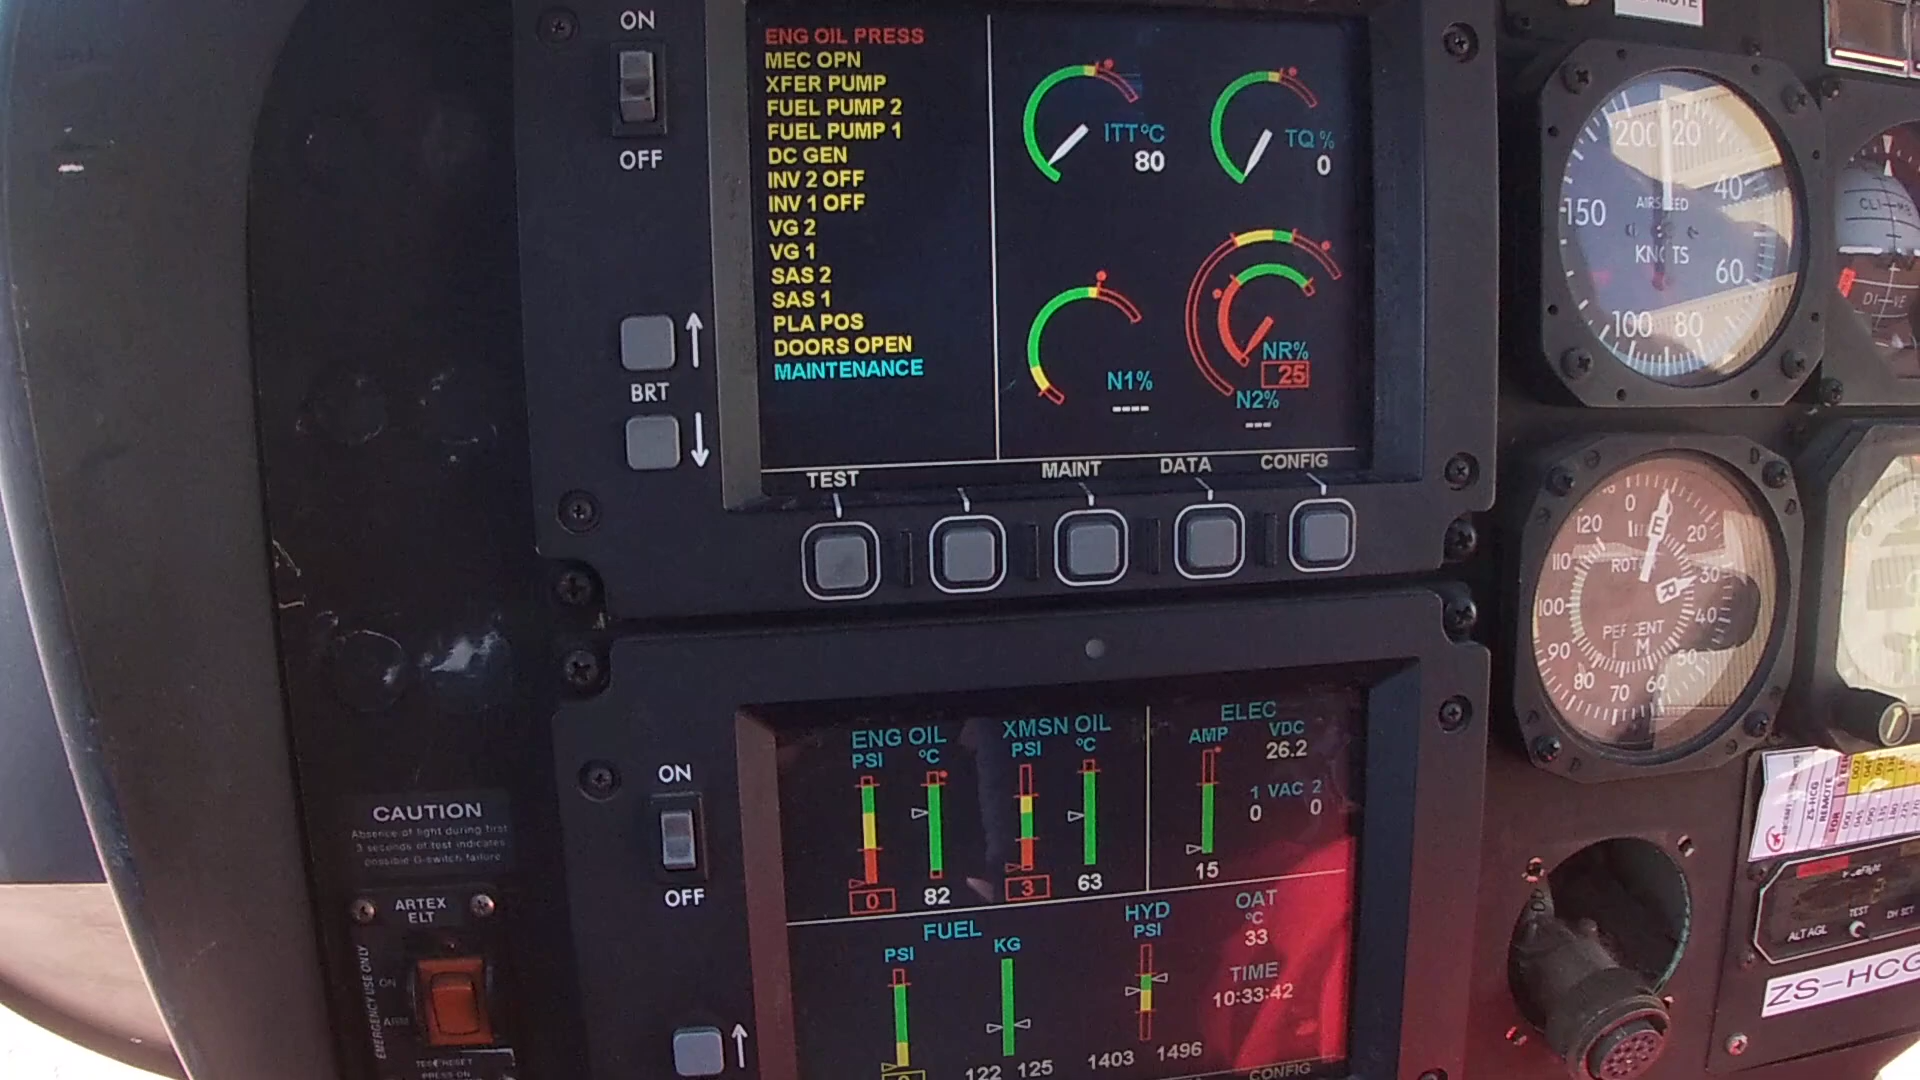 ON
OFF
BRT
ENG OIL PRESS
MEC OPN
XFER PUMP
FUEL PUMP 2
FUEL PUMP 1
DC GEN
INV 2 OFF
INV 1 OFF
VG 2
VG 1
SAS 2
SAS 1
PLA POS
DOORS OPEN
MAINTENANCE
ITT°C
80
TQ %
0
N1%
----
NR%
25
N2%
---
TEST
MAINT
DATA
CONFIG
200 20
40
150
AIRSPEED
KNOTS
60
100 80
CLIMB
DIVE
0
120
20
110
30
100
40
PERCENT
90
50
80
70
60
E
R
ON
OFF
ENG OIL
PSI
°C
0
82
XMSN OIL
PSI
°C
3
63
ELEC
AMP
VDC
26.2
1 VAC 2
0
0
15
FUEL
PSI
KG
122 125
HYD
PSI
1403 1496
OAT
°C
33
TIME
10:33:42
CONFIG
CAUTION
Absence of light during first
3 seconds of test indicates
possible G-switch failure
ARTEX
ELT
EMERGENCY USE ONLY
ON
ARM
ZS-HCG
REMOTE
FOR
ALT AGL
TEST
DH SET
ZS-HCG